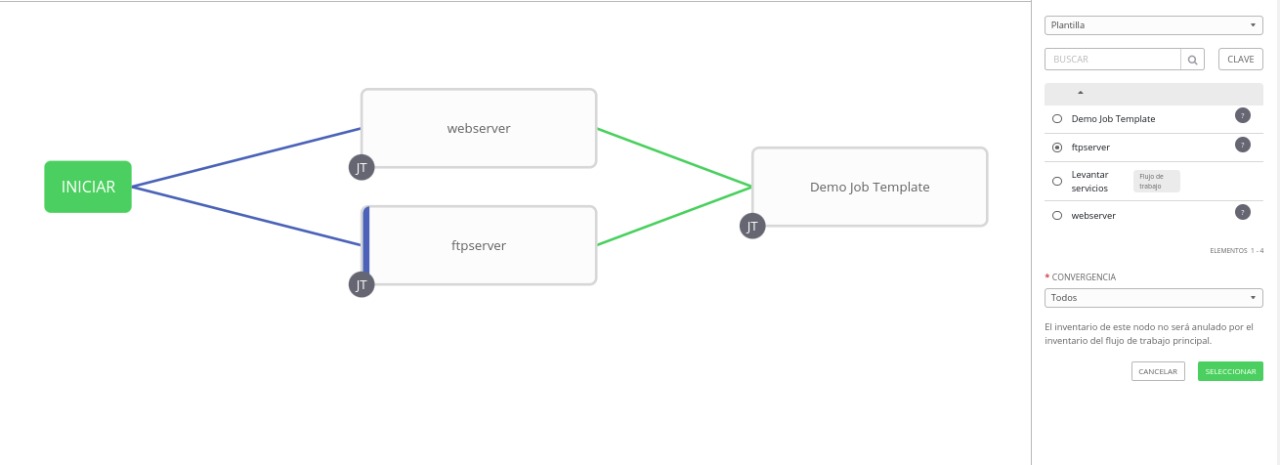 INICIAR
webserver
JT
ftpserver
JT
Demo Job Template
JT
Plantilla
BUSCAR
CLAVE
Demo Job Template
?
ftpserver
?
Levantar
servicios
Flujo de
trabajo
webserver
?
ELEMENTOS 1 - 4
* CONVERGENCIA
Todos
El inventario de este nodo no será anulado por el
inventario del flujo de trabajo principal.
CANCELAR
SELECCIONAR